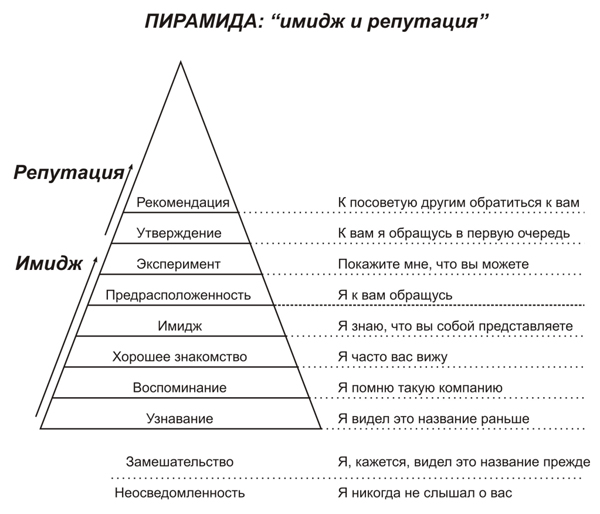 ПИРАМИДА: “имидж и репутация”
Репутация
Рекомендация К посоветую другим обратиться к вам
Утверждение К вам я обращусь в первую очередь
Имидж
Эксперимент Покажите мне, что вы можете
Предрасположенность Я к вам обращусь
Имидж Я знаю, что вы собой представляете
Хорошее знакомство Я часто вас вижу
Воспоминание Я помню такую компанию
Узнавание Я видел это название раньше
Замешательство Я, кажется, видел это название прежде
Неосведомленность Я никогда не слышал о вас